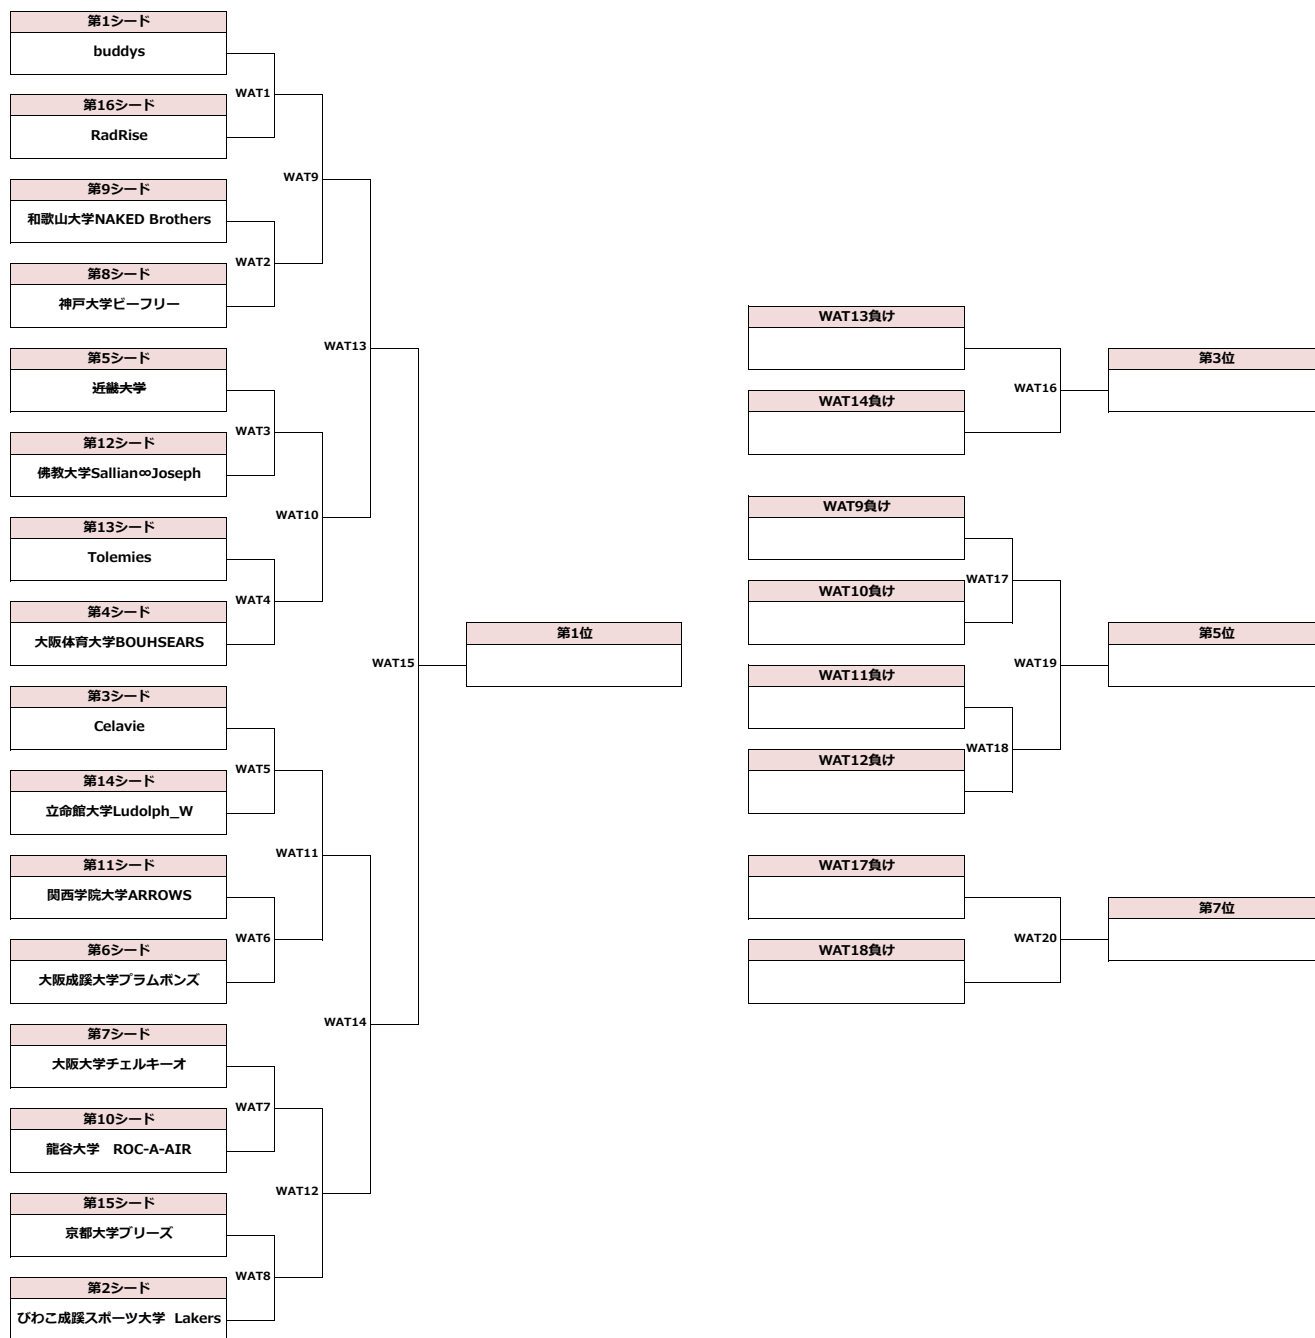 第1シード
buddys
WAT1
第16シード
RadRise
WAT9
第9シード
和歌山大学NAKED Brothers
WAT2
第8シード
神戸大学ビーフリー
WAT13
第5シード
近畿大学
WAT3
第12シード
佛教大学Sallian∞Joseph
WAT10
第13シード
Tolemies
WAT4
第4シード
大阪体育大学BOUHSEARS
WAT15
第1位
第3シード
Celavie
WAT5
第14シード
立命館大学Ludolph_W
WAT11
第11シード
関西学院大学ARROWS
WAT6
第6シード
大阪成蹊大学プラムボンズ
WAT14
第7シード
大阪大学チェルキーオ
WAT7
第10シード
龍谷大学　ROC-A-AIR
WAT12
第15シード
京都大学ブリーズ
WAT8
第2シード
びわこ成蹊スポーツ大学 Lakers
WAT13負け
WAT16
第3位
WAT14負け
WAT9負け
WAT17
WAT10負け
WAT19
第5位
WAT11負け
WAT18
WAT12負け
WAT17負け
WAT20
第7位
WAT18負け